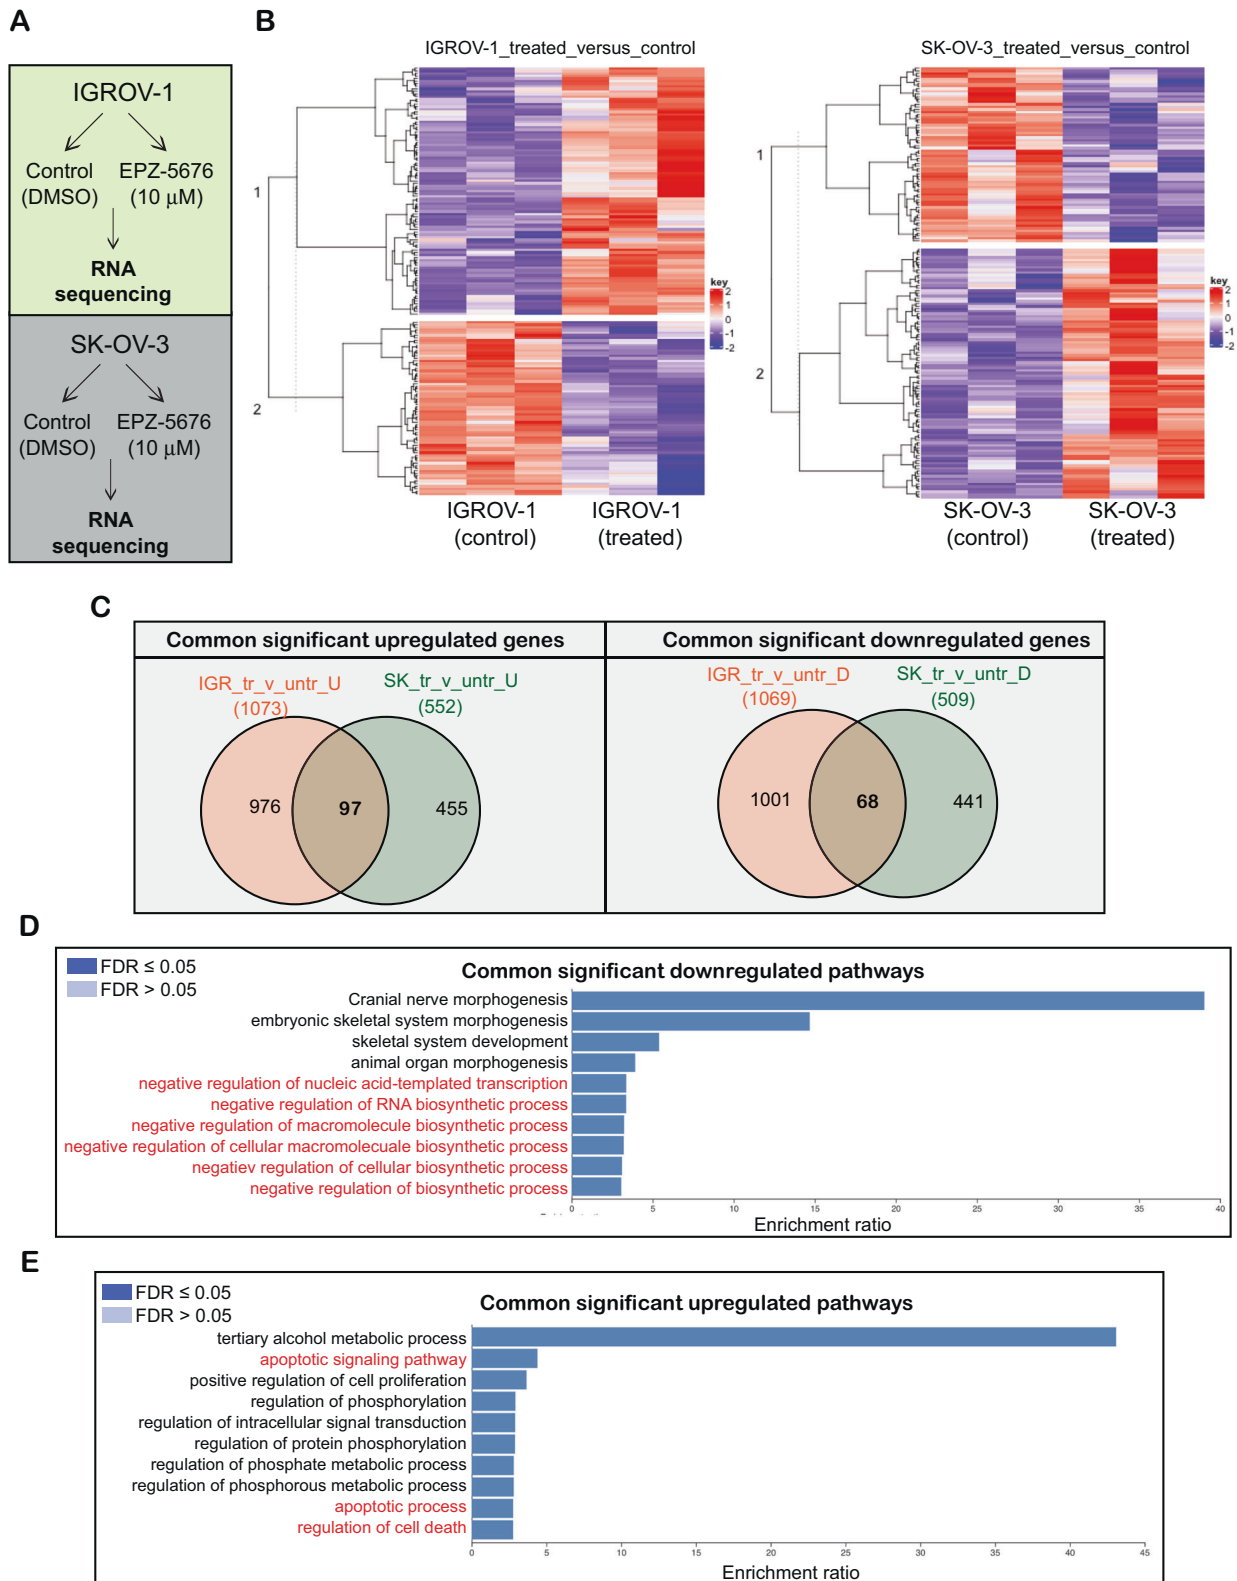 A
IGROV-1
Control
(DMSO)
EPZ-5676
(10 µM)
RNA
sequencing
SK-OV-3
Control
(DMSO)
EPZ-5676
(10 µM)
RNA
sequencing
B
IGROV-1_treated_versus_control
1
2
key
2
1
0
-1
-2
IGROV-1
(control)
IGROV-1
(treated)
SK-OV-3_treated_versus_control
1
2
key
2
1
0
-1
-2
SK-OV-3
(control)
SK-OV-3
(treated)
C
Common significant upregulated genes
IGR_tr_v_untr_U
(1073)
SK_tr_v_untr_U
(552)
976
97
455
Common significant downregulated genes
IGR_tr_v_untr_D
(1069)
SK_tr_v_untr_D
(509)
1001
68
441
D
FDR ≤ 0.05
FDR > 0.05
Common significant downregulated pathways
Cranial nerve morphogenesis
embryonic skeletal system morphogenesis
skeletal system development
animal organ morphogenesis
negative regulation of nucleic acid-templated transcription
negative regulation of RNA biosynthetic process
negative regulation of macromolecule biosynthetic process
negative regulation of cellular macromolecuale biosynthetic process
negatiev regulation of cellular biosynthetic process
negative regulation of biosynthetic process
0 5 10 15 20 25 30 35 40
Enrichment ratio
E
FDR ≤ 0.05
FDR > 0.05
Common significant upregulated pathways
tertiary alcohol metabolic process
apoptotic signaling pathway
positive regulation of cell proliferation
regulation of phosphorylation
regulation of intracellular signal transduction
regulation of protein phosphorylation
regulation of phosphate metabolic process
regulation of phosphorous metabolic process
apoptotic process
regulation of cell death
0 5 10 15 20 25 30 35 40 45
Enrichment ratio